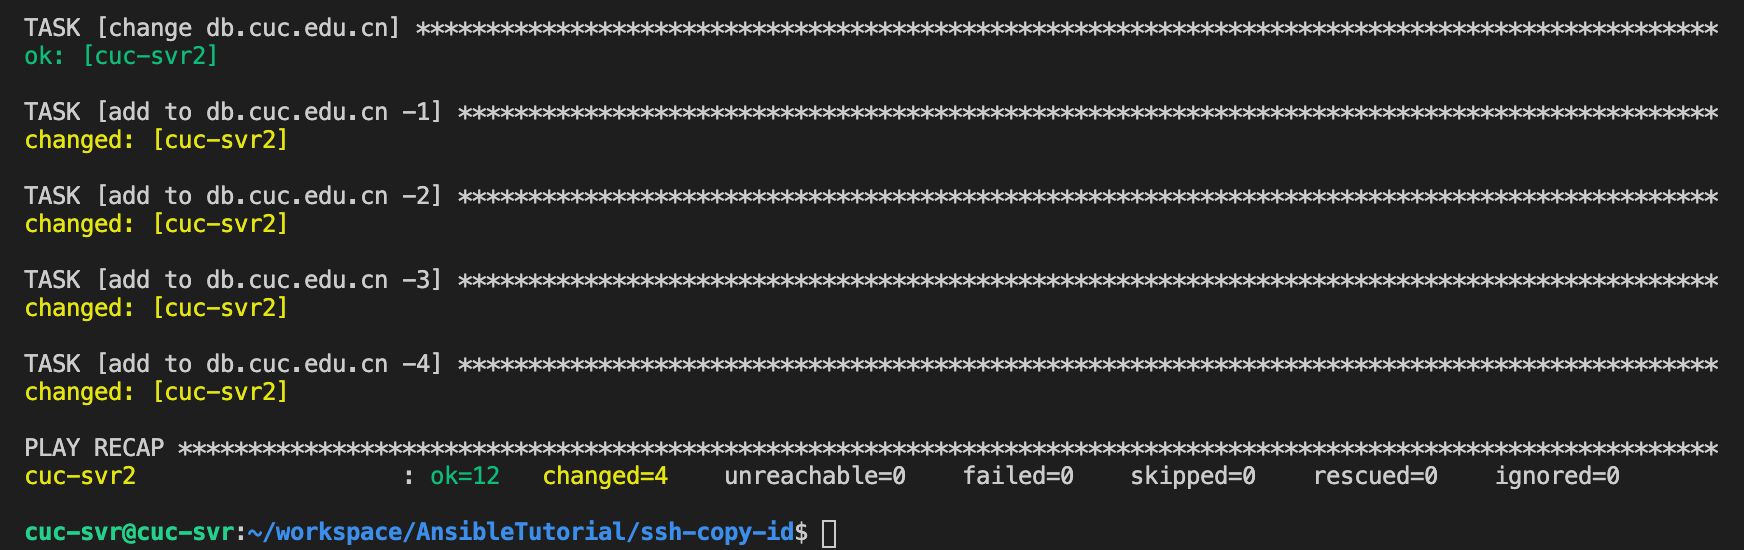 TASK [change db.cuc.edu.cn] *********************************************************************************************
ok: [cuc-svr2]
TASK [add to db.cuc.edu.cn -1] ******************************************************************************************
changed: [cuc-svr2]
TASK [add to db.cuc.edu.cn -2] ******************************************************************************************
changed: [cuc-svr2]
TASK [add to db.cuc.edu.cn -3] ******************************************************************************************
changed: [cuc-svr2]
TASK [add to db.cuc.edu.cn -4] ******************************************************************************************
changed: [cuc-svr2]
PLAY RECAP **************************************************************************************************************
cuc-svr2                   : ok=12   changed=4    unreachable=0    failed=0    skipped=0    rescued=0    ignored=0
cuc-svr@cuc-svr:~/workspace/AnsibleTutorial/ssh-copy-id$